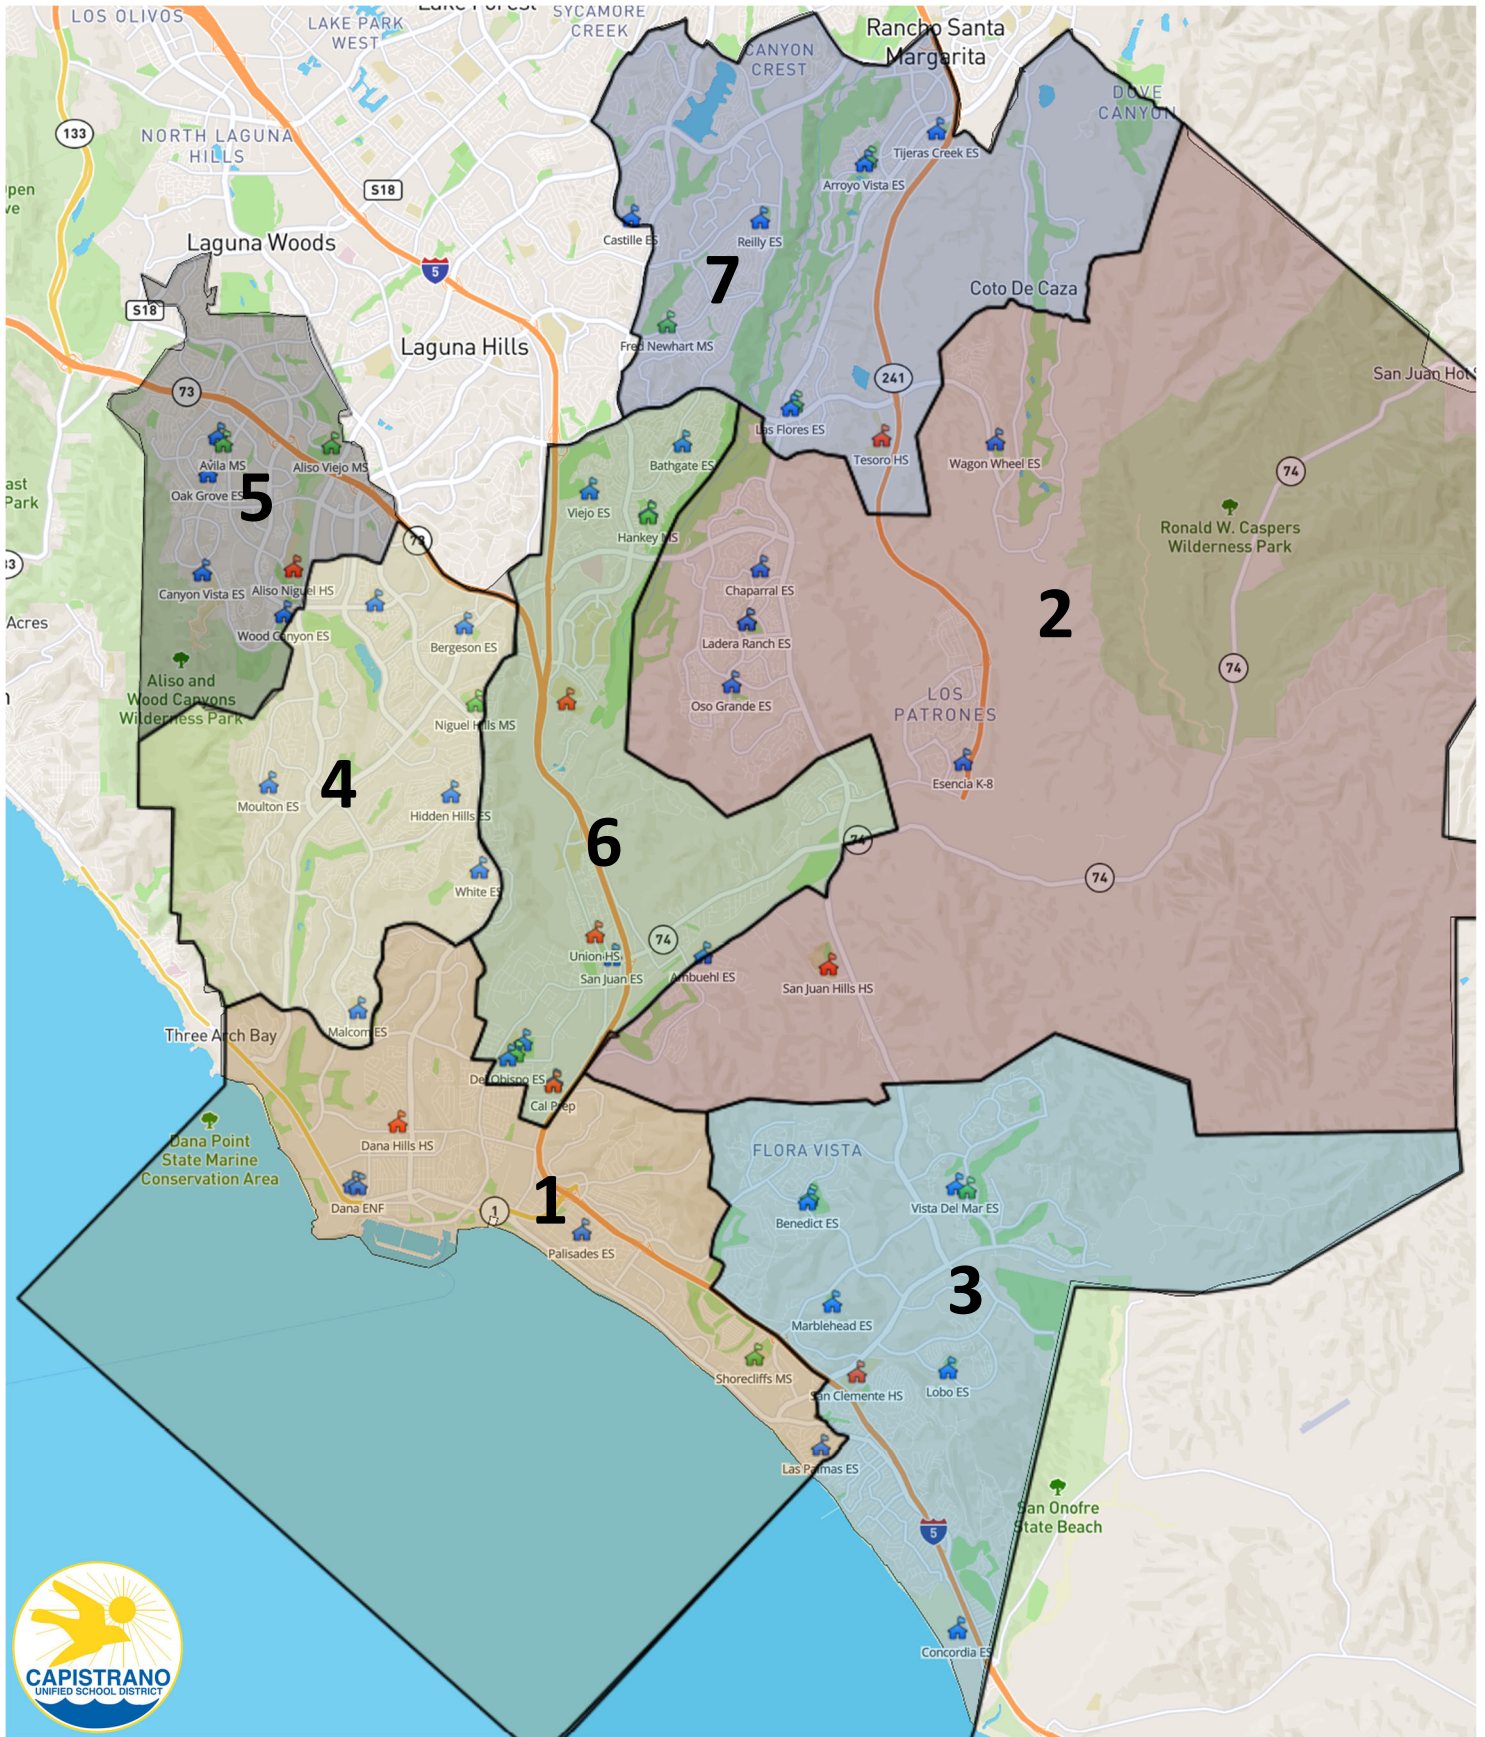 LOS OLIVOS
LAKE PARK
WEST
SYCAMORE
CREEK
Rancho Santa
Margarita
CANYON
CREST
DOVE
CANYON
133
NORTH LAGUNA
HILLS
S18
Tijeras Creek ES
Arroyo Vista ES
Laguna Woods
Castille ES
Reilly ES
5
7
Coto De Caza
S18
Laguna Hills
Fred Newhart MS
San Juan Hot
73
241
Las Flores ES
Tesoro HS
Wagon Wheel ES
Bathgate ES
Avila MS
Aliso Viejo MS
Oak Grove ES
5
74
Viejo ES
Hankey MS
Ronald W. Caspers
Wilderness Park
73
Canyon Vista ES
Aliso Niguel HS
Chaparral ES
2
Acres
Wood Canyon ES
Bergeson ES
Ladera Ranch ES
74
Aliso and
Wood Canyons
Wilderness Park
Oso Grande ES
LOS
PATRONES
Niguel Hills MS
4
Moulton ES
Hidden Hills ES
Esencia K-8
6
74
74
White ES
74
Union HS
San Juan ES
Ambuehl ES
San Juan Hills HS
Three Arch Bay
Malcom ES
Del Obispo ES
Cal Prep
Dana Point
State Marine
Conservation Area
Dana Hills HS
FLORA VISTA
1
Dana ENF
1
Palisades ES
Benedict ES
Vista Del Mar ES
3
Marblehead ES
Shorecliffs MS
San Clemente HS
Lobo ES
Las Palmas ES
San Onofre
State Beach
5
Concordia ES
CAPISTRANO
UNIFIED SCHOOL DISTRICT